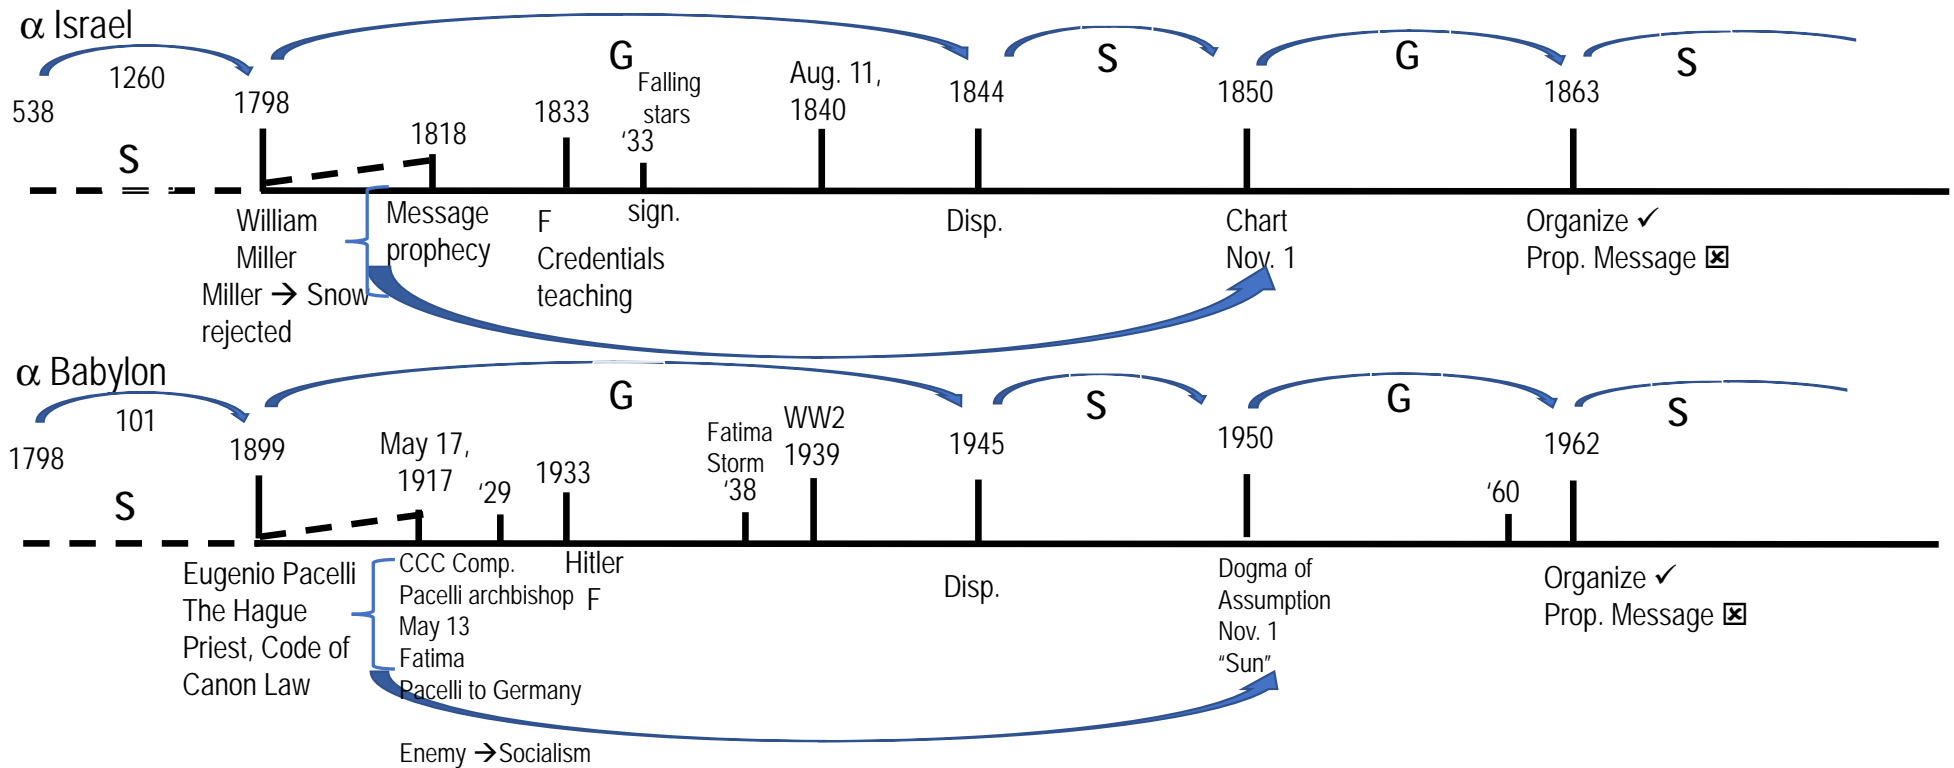 α Israel
G
S
G
S
1260
538
S
1798
1818
1833
Falling
stars
‘33
Aug. 11,
1840
1844
1850
1863
William
Miller
Miller → Snow
rejected
Message
prophecy
F
Credentials
teaching
sign.
Disp.
Chart
Nov. 1
Organize ✓
Prop. Message ☒
α Babylon
G
S
G
S
101
1798
S
1899
May 17,
1917
‘29
1933
Fatima
Storm
‘38
WW2
1939
1945
1950
‘60
1962
Eugenio Pacelli
The Hague
Priest, Code of
Canon Law
CCC Comp.
Pacelli archbishop
May 13
Fatima
Pacelli to Germany
Enemy → Socialism
Hitler
F
Disp.
Dogma of
Assumption
Nov. 1
“Sun”
Organize ✓
Prop. Message ☒